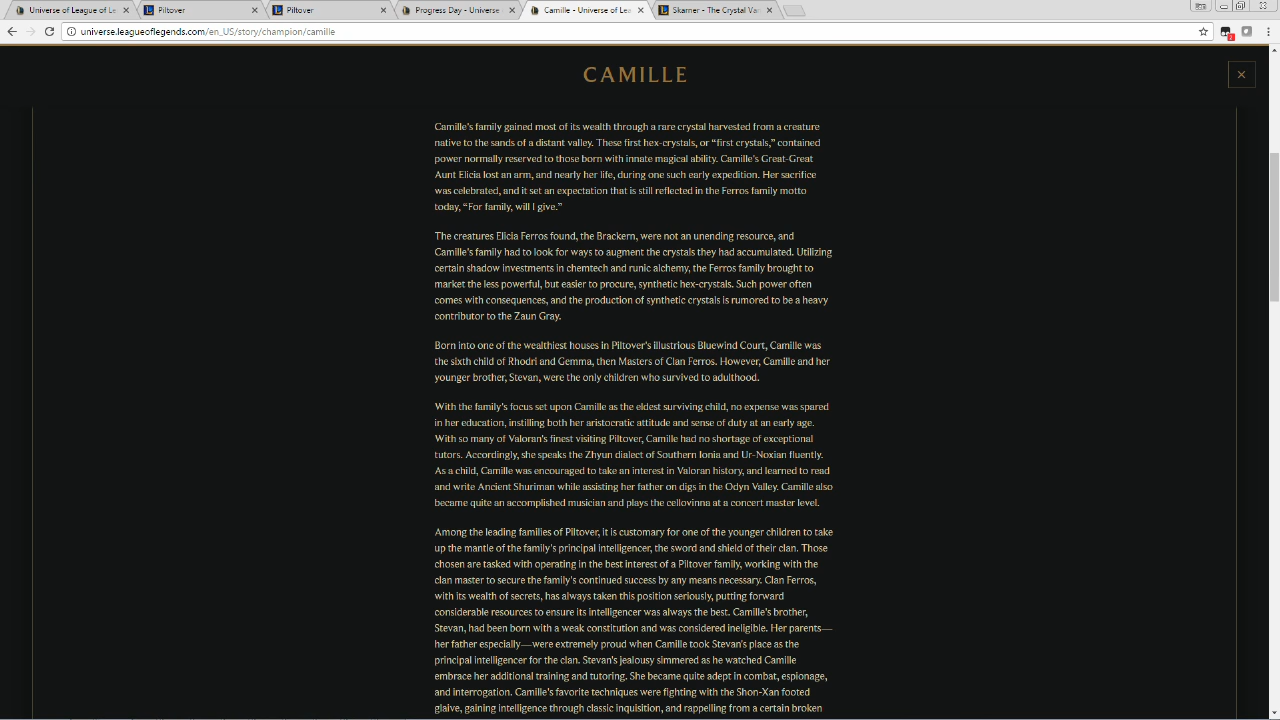 Universe of League of Le
Piltover
Piltover
Progress Day - Universe
Camille - Universe of Lea
Skarner - The Crystal Va
universe.leagueoflegends.com/en_US/story/champion/camille
CAMILLE
Camille's family gained most of its wealth through a rare crystal harvested from a creature
native to the sands of a distant valley. These first hex-crystals, or “first crystals,” contained
power normally reserved to those born with innate magical ability. Camille's Great-Great
Aunt Elicia lost an arm, and nearly her life, during one such early expedition. Her sacrifice
was celebrated, and it set an expectation that is still reflected in the Ferros family motto
today, “For family, will I give.”
The creatures Elicia Ferros found, the Brackern, were not an unending resource, and
Camille's family had to look for ways to augment the crystals they had accumulated. Utilizing
certain shadow investments in chemtech and runic alchemy, the Ferros family brought to
market the less powerful, but easier to procure, synthetic hex-crystals. Such power often
comes with consequences, and the production of synthetic crystals is rumored to be a heavy
contributor to the Zaun Gray.
Born into one of the wealthiest houses in Piltover's illustrious Bluewind Court, Camille was
the sixth child of Rhodri and Gemma, then Masters of Clan Ferros. However, Camille and her
younger brother, Stevan, were the only children who survived to adulthood.
With the family's focus set upon Camille as the eldest surviving child, no expense was spared
in her education, instilling both her aristocratic attitude and sense of duty at an early age.
With so many of Valoran's finest visiting Piltover, Camille had no shortage of exceptional
tutors. Accordingly, she speaks the Zhyun dialect of Southern Ionia and Ur-Noxian fluently.
As a child, Camille was encouraged to take an interest in Valoran history, and learned to read
and write Ancient Shuriman while assisting her father on digs in the Odyn Valley. Camille also
became quite an accomplished musician and plays the cellovinna at a concert master level.
Among the leading families of Piltover, it is customary for one of the younger children to take
up the mantle of the family's principal intelligencer, the sword and shield of their clan. Those
chosen are tasked with operating in the best interest of a Piltover family, working with the
clan master to secure the family's continued success by any means necessary. Clan Ferros,
with its wealth of secrets, has always taken this position seriously, putting forward
considerable resources to ensure its intelligencer was always the best. Camille's brother,
Stevan, had been born with a weak constitution and was considered ineligible. Her parents—
her father especially—were extremely proud when Camille took Stevan's place as the
principal intelligencer for the clan. Stevan's jealousy simmered as he watched Camille
embrace her additional training and tutoring. She became quite adept in combat, espionage,
and interrogation. Camille's favorite techniques were fighting with the Shon-Xan footed
glaive, gaining intelligence through classic inquisition, and rappelling from a certain broken